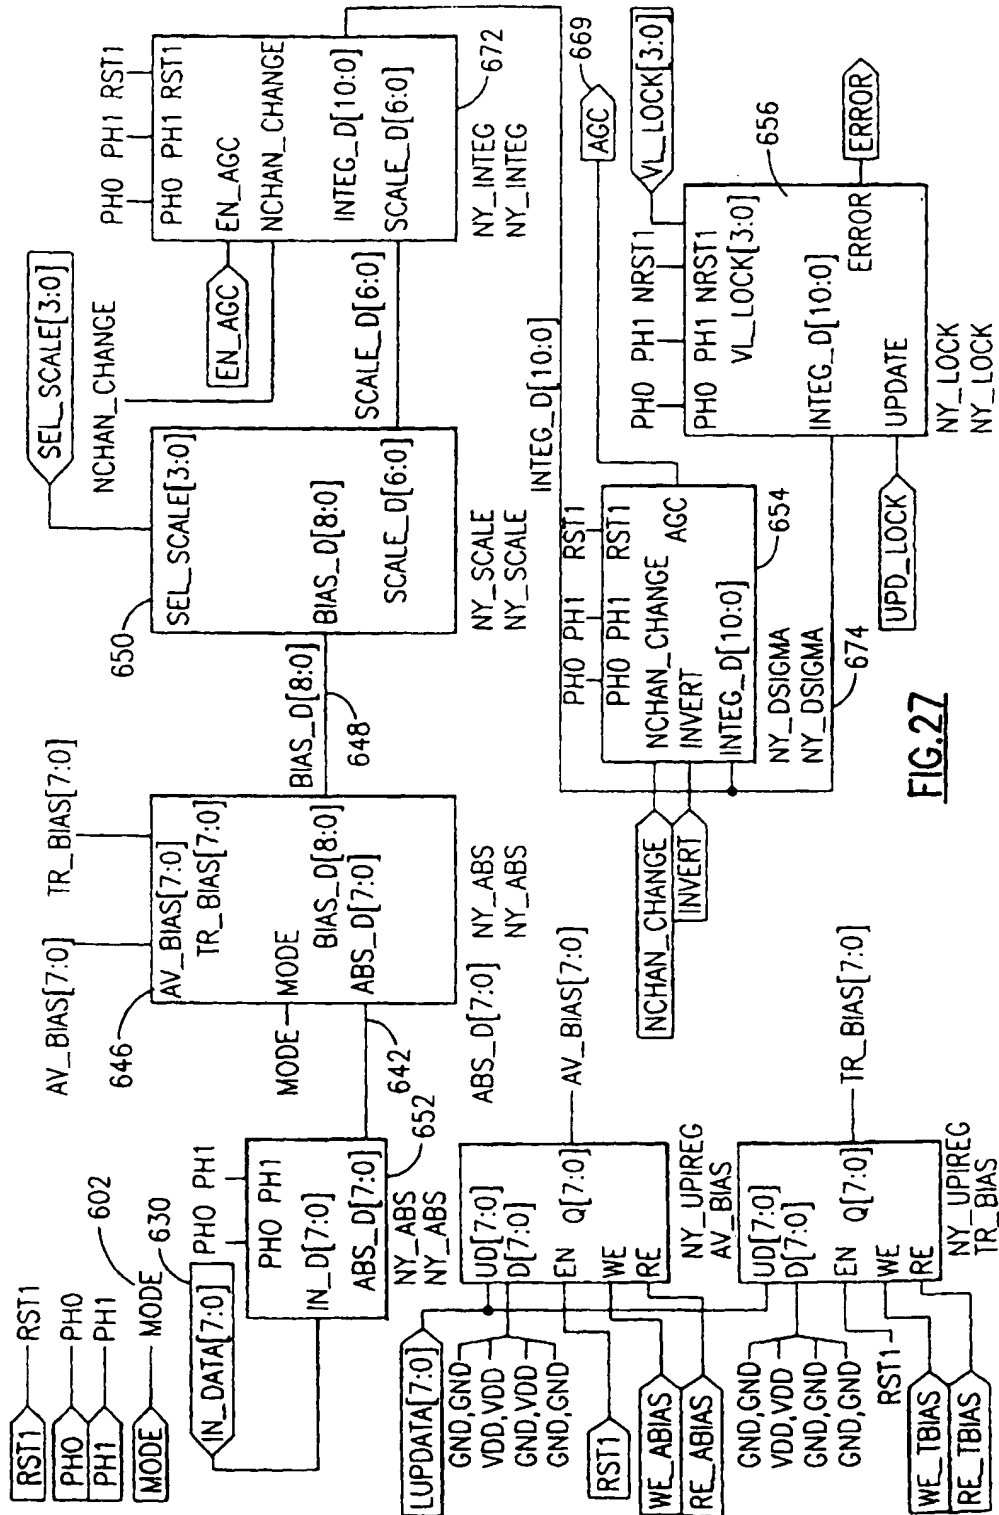 RST1 RST1
PH0 PH0
PH1 PH1
MODE MODE
602
IN_DATA[7:0]
630
PH0 PH1
PH0 PH1
IN_D[7:0]
ABS_D[7:0]
NY_ABS
NY_ABS
652
642
AV_BIAS[7:0]
TR_BIAS[7:0]
646
AV_BIAS[7:0]
TR_BIAS[7:0]
MODE
MODE
BIAS_D[8:0]
ABS_D[7:0]
ABS_D[7:0]
NY_ABS
NY_ABS
BIAS_D[8:0]
648
SEL_SCALE[3:0]
NCHAN_CHANGE
650
SEL_SCALE[3:0]
BIAS_D[8:0]
SCALE_D[6:0]
NY_SCALE
NY_SCALE
SCALE_D[6:0]
EN_AGC
PH0 PH1 RST1
PH0 PH1 RST1
EN_AGC
NCHAN_CHANGE
INTEG_D[10:0]
SCALE_D[6:0]
672
NY_INTEG
NY_INTEG
LUPDATA[7:0]
GND,GND
VDD,VDD
GND,VDD
GND,GND
RST1
WE_ABIAS
RE_ABIAS
UD[7:0]
D[7:0]
EN
Q[7:0]
WE
RE
NY_UPIREG
AV_BIAS
AV_BIAS[7:0]
GND,GND
VDD,VDD
GND,GND
GND,GND
RST1
WE_TBIAS
RE_TBIAS
UD[7:0]
D[7:0]
EN
Q[7:0]
WE
RE
NY_UPIREG
TR_BIAS
TR_BIAS[7:0]
INTEG_D[10:0]
NCHAN_CHANGE
INVERT
PH0 PH1 RST1
PH0 PH1 RST1
NCHAN_CHANGE
INVERT
AGC
INTEG_D[10:0]
654
NY_DSIGMA
NY_DSIGMA
674
AGC
669
VL_LOCK[3:0]
PH0 PH1 NRST1
PH0 PH1 NRST1
VL_LOCK[3:0]
INTEG_D[10:0]
ERROR
UPDATE
656
ERROR
UPD_LOCK
NY_LOCK
NY_LOCK
FIG.27